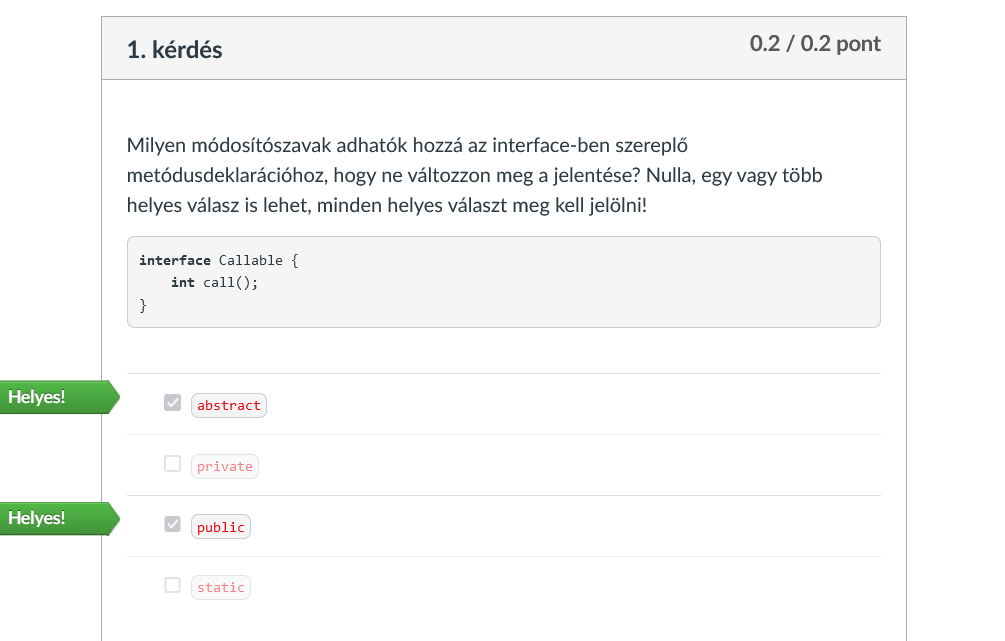 1. kérdés
0.2 / 0.2 pont
Milyen módosítószavak adhatók hozzá az interface-ben szereplő
metódusdeklarációhoz, hogy ne változzon meg a jelentése? Nulla, egy vagy több
helyes válasz is lehet, minden helyes választ meg kell jelölni!
interface Callable {
    int call();
}
Helyes!
abstract
private
Helyes!
public
static